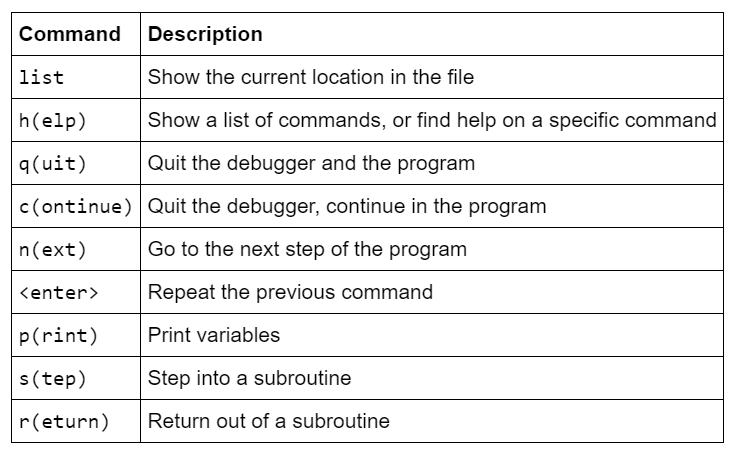 Command Description
list Show the current location in the file
h(elp) Show a list of commands, or find help on a specific command
q(uit) Quit the debugger and the program
c(ontinue) Quit the debugger, continue in the program
n(ext) Go to the next step of the program
<enter> Repeat the previous command
p(rint) Print variables
s(tep) Step into a subroutine
r(eturn) Return out of a subroutine